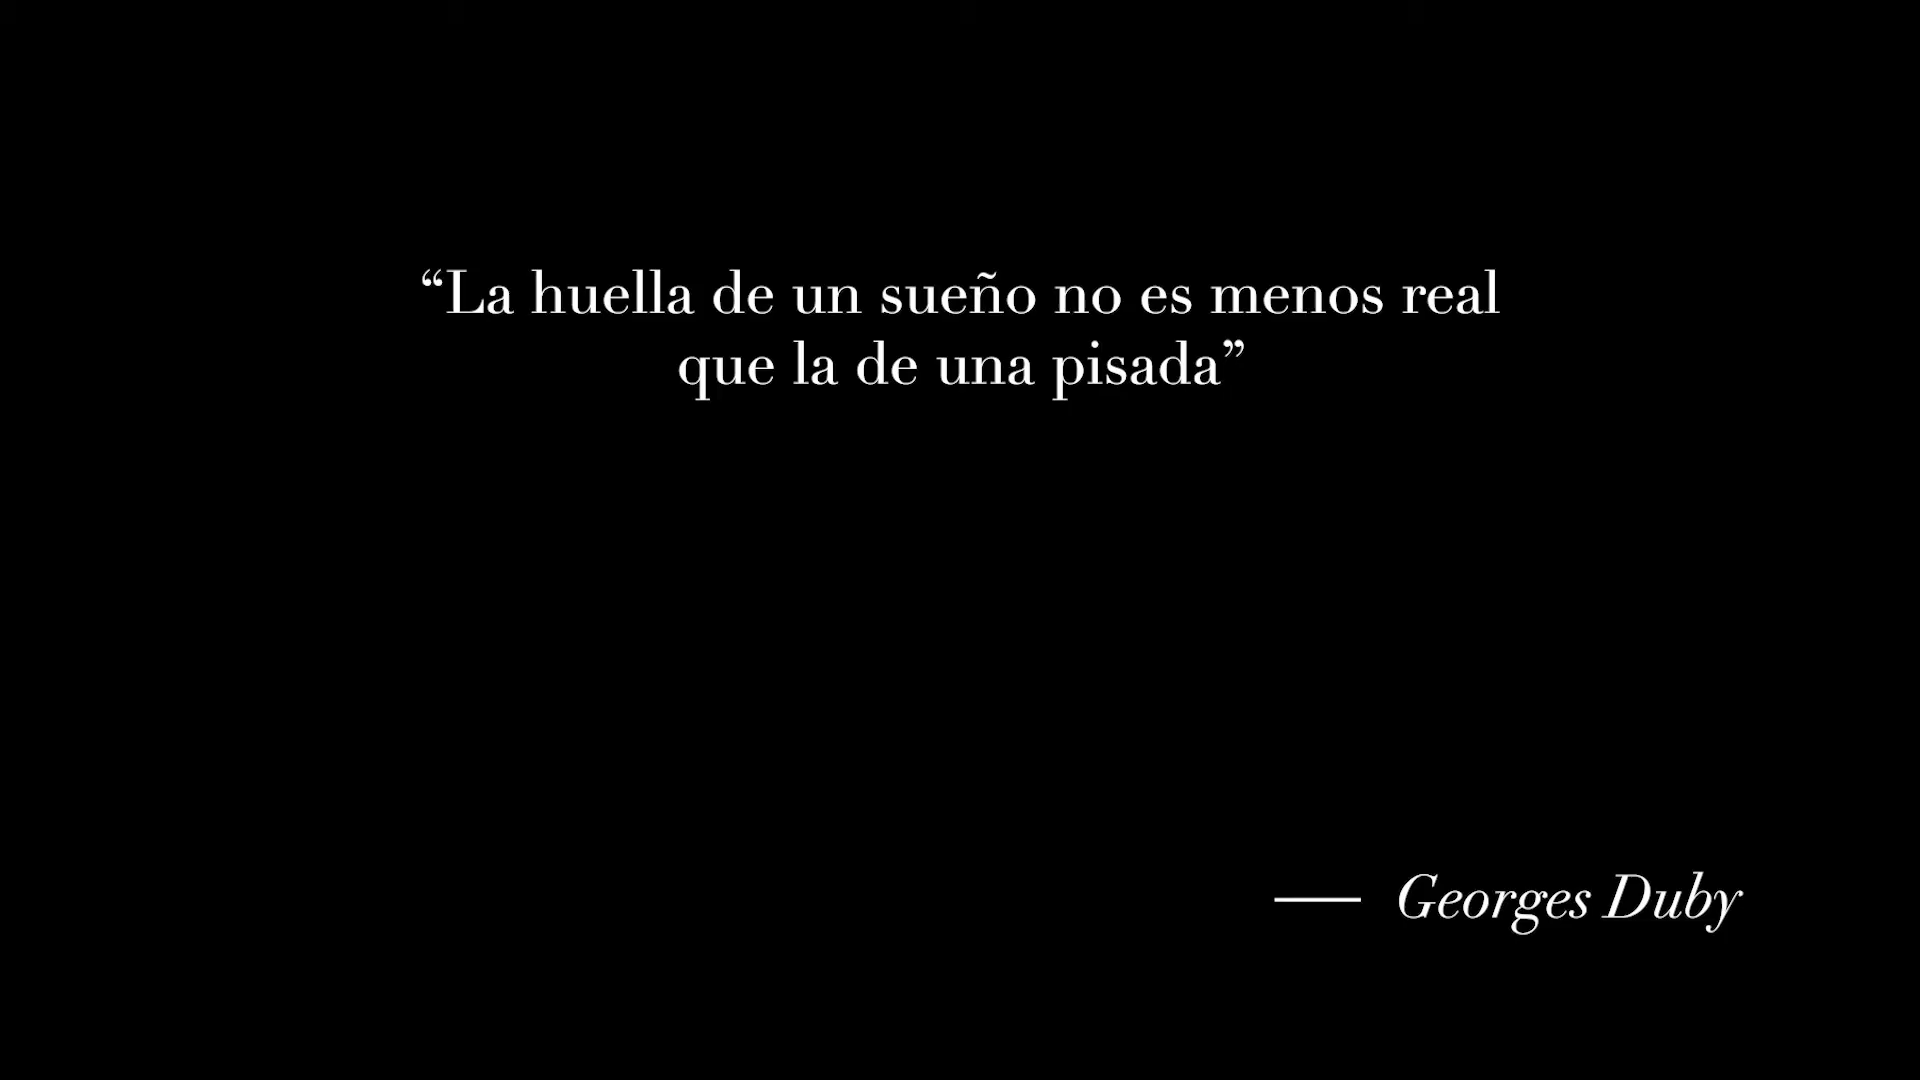 “La huella de un sueño no es menos real
que la de una pisada”
— Georges Duby